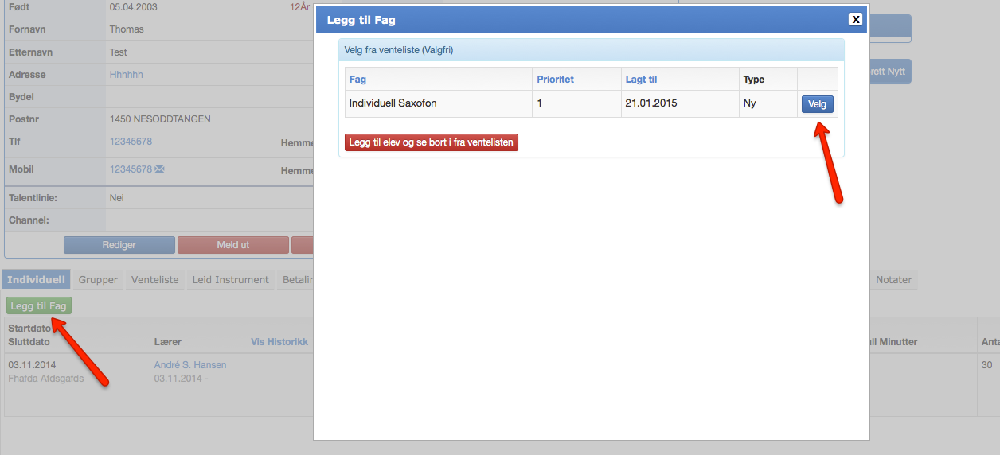 Født 05.04.2003 12År
Fornavn Thomas
Etternavn Test
Adresse Hhhhhh
Bydel
Postnr 1450 NESODDTANGEN
Tlf 12345678 Hemme
Mobil 12345678 Hemme
Talentlinie: Nei
Channel:
Rediger Meld ut
Individuell Grupper Venteliste Leid Instrument Betalin Notater
Legg til Fag
Startdato
Sluttdato Lærer Vis Historikk all Minutter Anta
03.11.2014 André S. Hansen 30
Fhafda Afdsgafds 03.11.2014 -
rett Nytt
Legg til Fag X
Velg fra venteliste (Valgfri)
Fag Prioritet Lagt til Type
Individuell Saxofon 1 21.01.2015 Ny Velg
Legg til elev og se bort i fra ventelisten